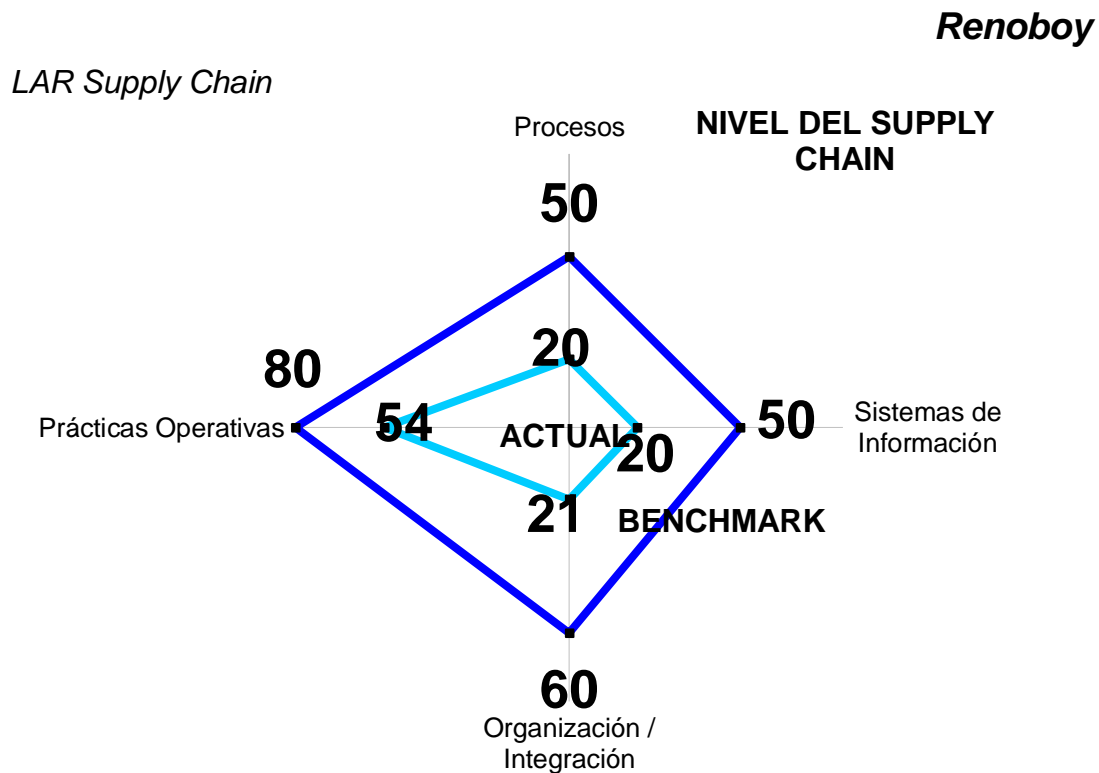 Renoboy
LAR Supply Chain
NIVEL DEL SUPPLY
CHAIN
Procesos
50
20
80
Prácticas Operativas
54
ACTUAL
20
50
Sistemas de
Información
21
BENCHMARK
60
Organización /
Integración